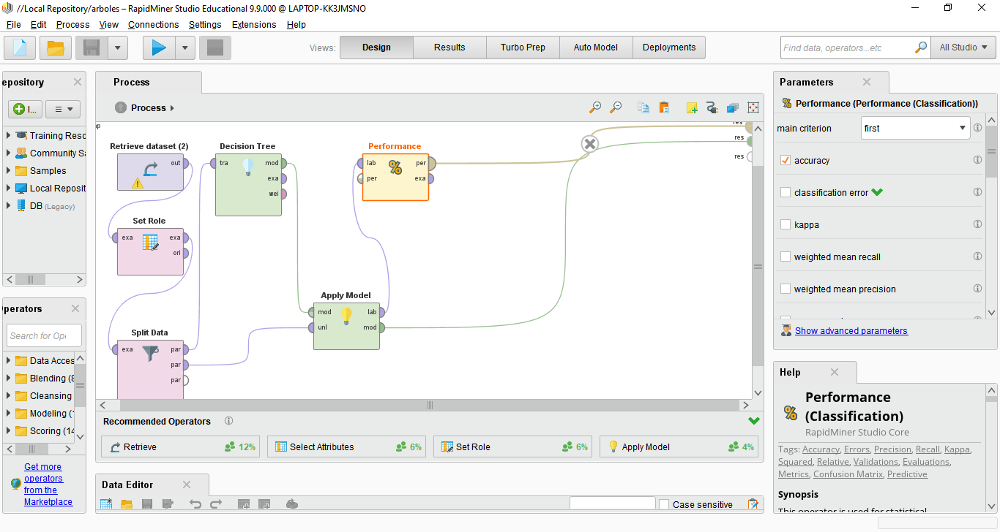 //Local Repository/arboles – RapidMiner Studio Educational 9.9.000 @ LAPTOP-KK3JMSNO
File Edit Process View Connections Settings Extensions Help
Views: Design Results Turbo Prep Auto Model Deployments
Find data, operators...etc All Studio
epository
I...
Training Reso
Community Sa
Samples
Local Reposit
DB (Legacy)
perators
Search for Ope
Data Acces
Blending (8
Cleansing
Modeling (1
Scoring (14
Get more
operators
from the
Marketplace
Process
Process
res
res
res
Retrieve dataset (2)
out
Decision Tree
tra mod
exa
wei
Performance
lab per
per exa
Set Role
exa exa
ori
Apply Model
mod lab
unl mod
Split Data
exa par
par
par
Recommended Operators
Retrieve 12%
Select Attributes 6%
Set Role 6%
Apply Model 4%
Data Editor
Case sensitive
Parameters
% Performance (Performance (Classification))
main criterion first
accuracy
classification error
kappa
weighted mean recall
weighted mean precision
Show advanced parameters
Help
% Performance
(Classification)
RapidMiner Studio Core
Tags: Accuracy, Errors, Precision, Recall, Kappa,
Squared, Relative, Validations, Evaluations,
Metrics, Confusion Matrix, Predictive
Synopsis
This operator is used for statistical